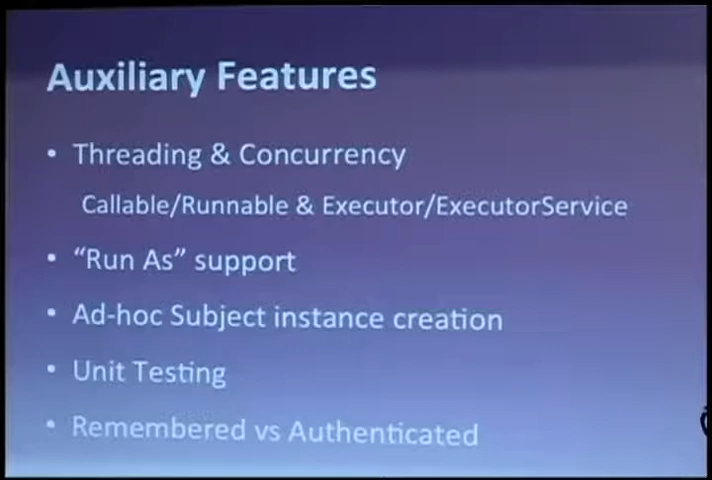 Auxiliary Features
• Threading & Concurrency
Callable/Runnable & Executor/ExecutorService
• “Run As” support
• Ad-hoc Subject instance creation
• Unit Testing
• Remembered vs Authenticated